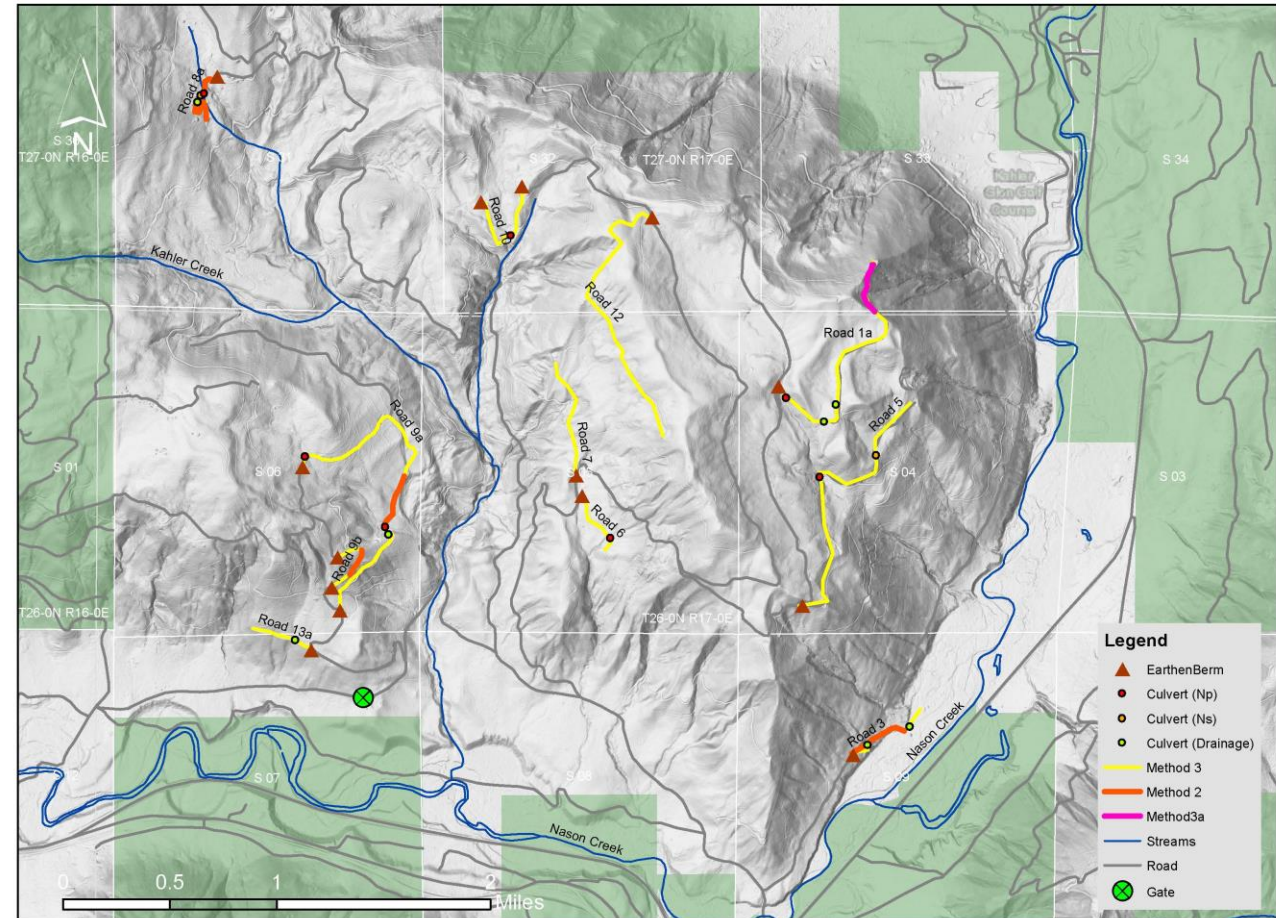 Road 8a
N
S 30
T27-0N R16-0E
S 31
S 32
T27-0N R17-0E
S 33
S 34
Kahler
Glen Golf
Course
Road 10
Kahler Creek
Road 12
Road 1a
Road 9a
Road 5
Road 7
S 01
S 06
S 04
S 03
Road 6
Road 9b
T26-0N R16-0E
T26-0N R17-0E
Road 13a
Road 3
Nason Creek
S 07
S 08
S 09
Nason Creek
0 0.5 1 2
Miles
Legend
EarthenBerm
Culvert (Np)
Culvert (Ns)
Culvert (Drainage)
Method 3
Method 2
Method3a
Streams
Road
Gate